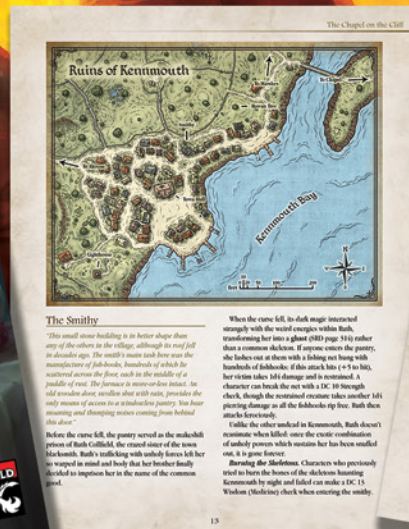 The Chapel on the Cliff
Ruins of Kennmouth
To Chapel
Smithy
Lighthouse
Kennmouth Bay
N
Feet
The Smithy
"This small stone building is in better shape than
any of the others in the village, although its roof fell
in decades ago. The smith's main task here was the
manufacture of fish-hooks, hundreds of which lie
scattered across the floor, each in the middle of a
puddle of rust. The furnace is more-or-less intact. An
old wooden door, swollen shut with ruin, provides the
only means of access to a windowless pantry. You hear
moaning and thumping noises coming from behind
this door."
Before the curse fell, the pantry served as the makeshift
prison of Ruth Collfield, the crazed sister of the town
blacksmith. Ruth's trafficking with unholy forces left her
so warped in mind and body that her brother finally
decided to imprison her in the name of the common
good.
When the curse fell, its dark magic interacted
strangely with the weird energies within Ruth,
transforming her into a ghast (SRD page 316) rather
than a common skeleton. If anyone enters the pantry,
she lashes out at them with a fishing net hung with
hundreds of fishhooks: if this attack hits (+5 to hit),
her victim takes 1d6 damage and is restrained. A
character can break the net with a DC 10 Strength
check, though the restrained creature takes another 1d6
piercing damage as all the fishhooks rip free. Ruth then
attacks ferociously.
Unlike the other undead in Kennmouth, Ruth doesn't
reanimate when killed: once the exotic combination
of unholy powers which sustain her has been snuffed
out, it is gone forever.
Burning the Skeletons. Characters who previously
tried to burn the bones of the skeletons haunting
Kennmouth by night and failed can make a DC 13
Wisdom (Medicine) check when entering the smithy.
13